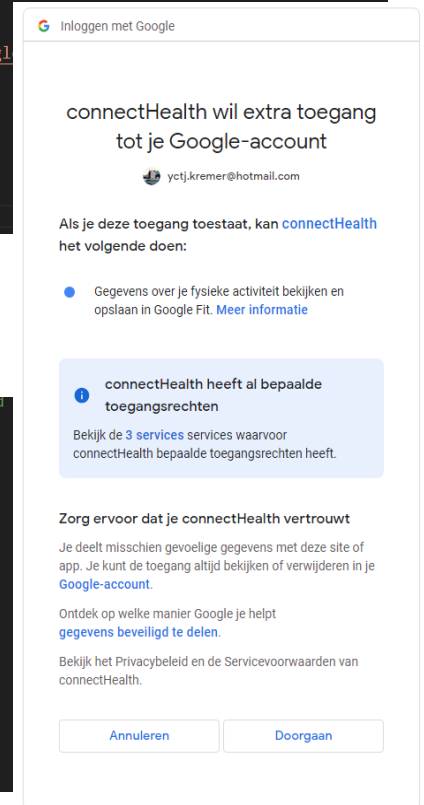 Inloggen met Google
connectHealth wil extra toegang
tot je Google-account
yctj.kremer@hotmail.com
Als je deze toegang toestaat, kan connectHealth
het volgende doen:
Gegevens over je fysieke activiteit bekijken en
opslaan in Google Fit. Meer informatie
connectHealth heeft al bepaalde
toegangsrechten
Bekijk de 3 services services waarvoor
connectHealth bepaalde toegangsrechten heeft.
Zorg ervoor dat je connectHealth vertrouwt
Je deelt misschien gevoelige gegevens met deze site of
app. Je kunt de toegang altijd bekijken of verwijderen in je
Google-account.
Ontdek op welke manier Google je helpt
gegevens beveiligd te delen.
Bekijk het Privacybeleid en de Servicevoorwaarden van
connectHealth.
Annuleren
Doorgaan